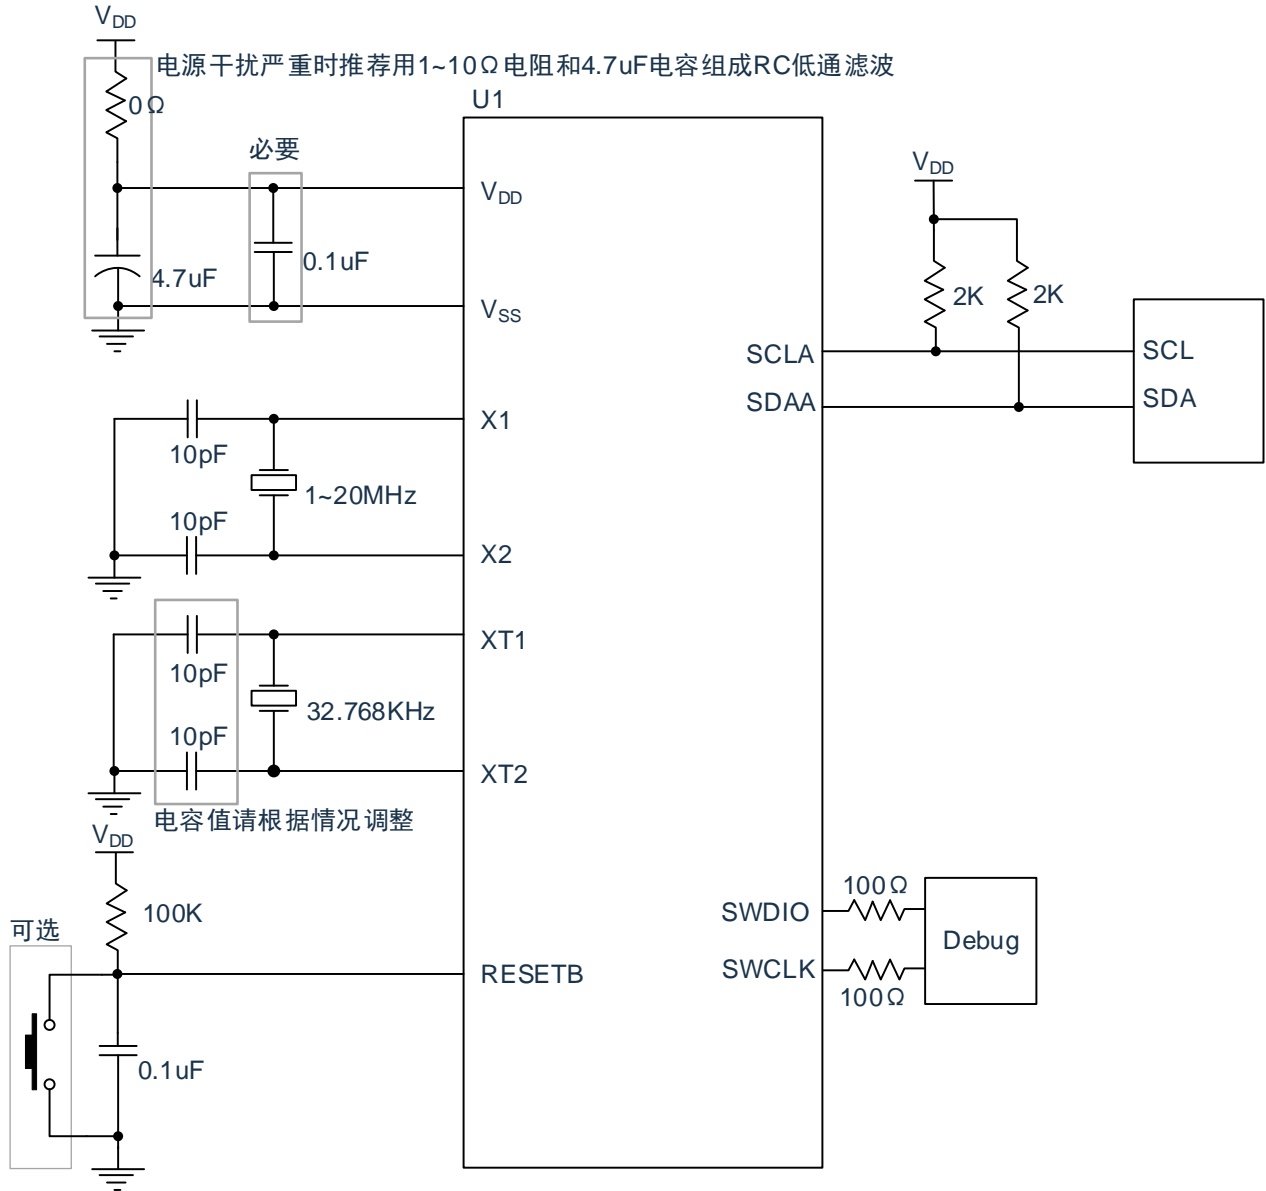 VDD
电源干扰严重时推荐用1~10Ω电阻和4.7uF电容组成RC低通滤波
0Ω
U1
必要
VDD
VDD
0.1uF
4.7uF
2K
2K
VSS
SCLA
SCL
SDAA
SDA
X1
10pF
1~20MHz
10pF
X2
XT1
10pF
32.768KHz
10pF
XT2
电容值请根据情况调整
VDD
100K
100Ω
SWDIO
可选
Debug
SWCLK
RESETB
100Ω
0.1uF